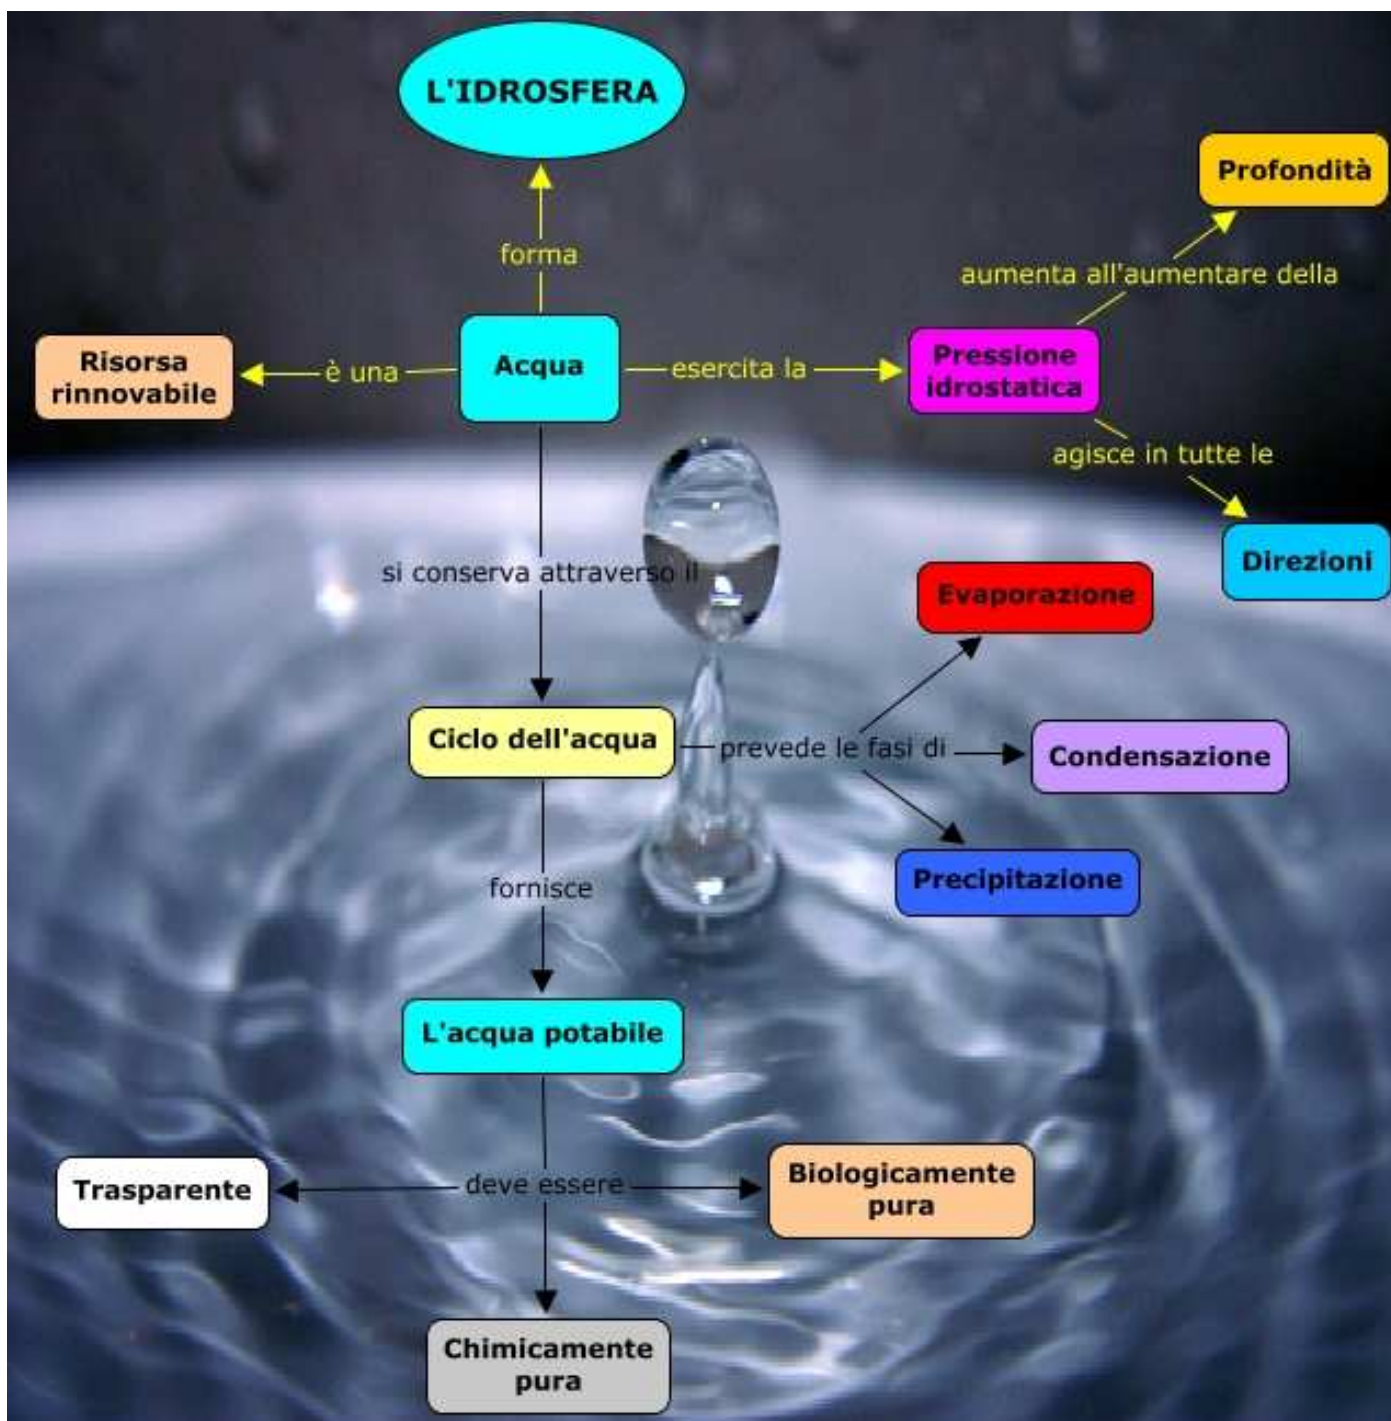 L'IDROSFERA
Profondità
forma
aumenta all'aumentare della
Risorsa
rinnovabile
è una
Acqua
esercita la
Pressione
idrostatica
agisce in tutte le
Direzioni
si conserva attraverso il
Evaporazione
Ciclo dell'acqua
prevede le fasi di
Condensazione
Precipitazione
fornisce
L'acqua potabile
Trasparente
deve essere
Biologicamente
pura
Chimicamente
pura